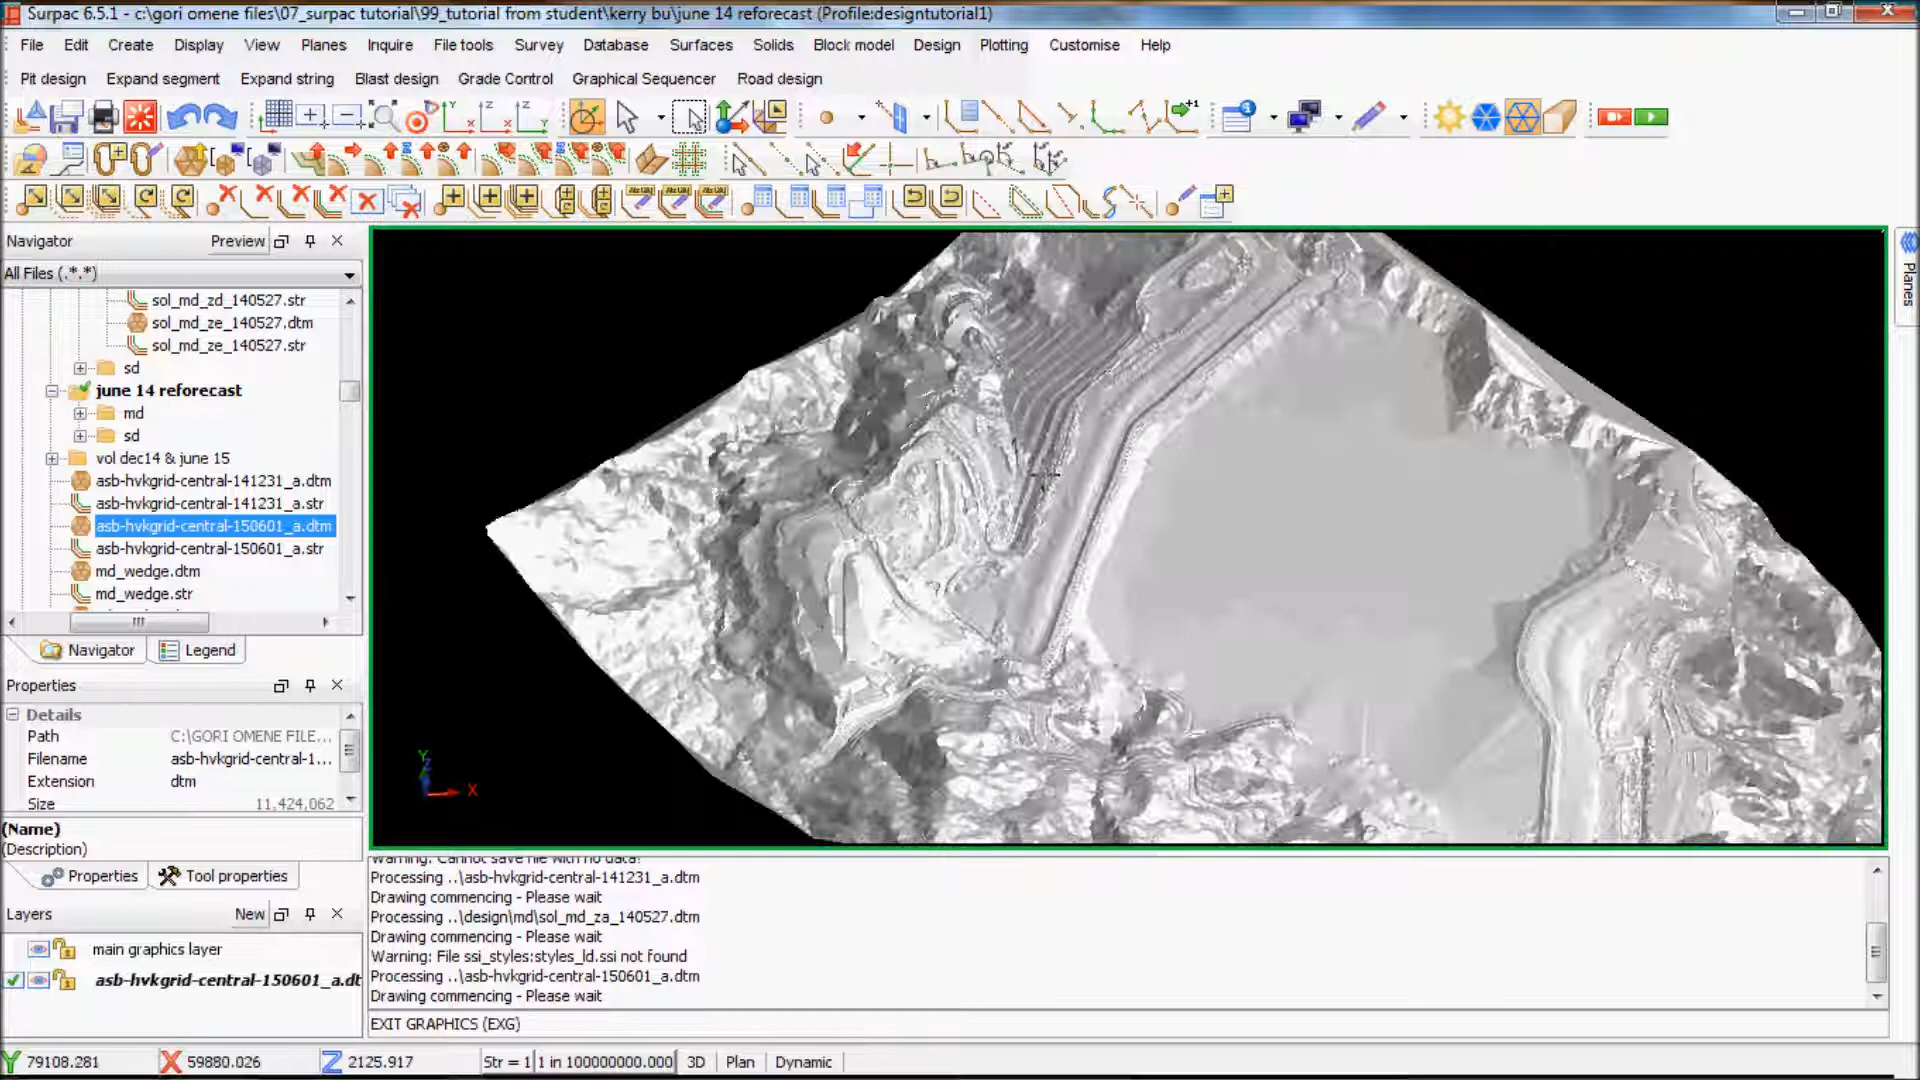 Surpac 6.5.1 - c:\gori omene files\07_surpac tutorial\99_tutorial from student\kerry bu\june 14 reforecast (Profile:designtutorial1)
File Edit Create Display View Planes Inquire File tools Survey Database Surfaces Solids Block model Design Plotting Customise Help
Pit design Expand segment Expand string Blast design Grade Control Graphical Sequencer Road design
Navigator Preview
All Files (.*.*)
sol_md_zd_140527.str
sol_md_ze_140527.dtm
sol_md_ze_140527.str
sd
june 14 reforecast
md
sd
vol dec14 & june 15
asb-hvkgrid-central-141231_a.dtm
asb-hvkgrid-central-141231_a.str
asb-hvkgrid-central-150601_a.dtm
asb-hvkgrid-central-150601_a.str
md_wedge.dtm
md_wedge.str
Navigator Legend
Properties
Details
Path C:\GORI OMENE FILE...
Filename asb-hvkgrid-central-1...
Extension dtm
Size 11,424,062
(Name)
(Description)
Properties Tool properties
Layers New
main graphics layer
asb-hvkgrid-central-150601_a.dt
Planes
Y
Z
X
Warning: Cannot save file with no data!
Processing ..\asb-hvkgrid-central-141231_a.dtm
Drawing commencing - Please wait
Processing ..\design\md\sol_md_za_140527.dtm
Drawing commencing - Please wait
Warning: File ssi_styles:styles_ld.ssi not found
Processing ..\asb-hvkgrid-central-150601_a.dtm
Drawing commencing - Please wait
EXIT GRAPHICS (EXG)
Y 79108.281 X 59880.026 Z 2125.917 Str = 1 1 in 100000000.000 3D Plan Dynamic